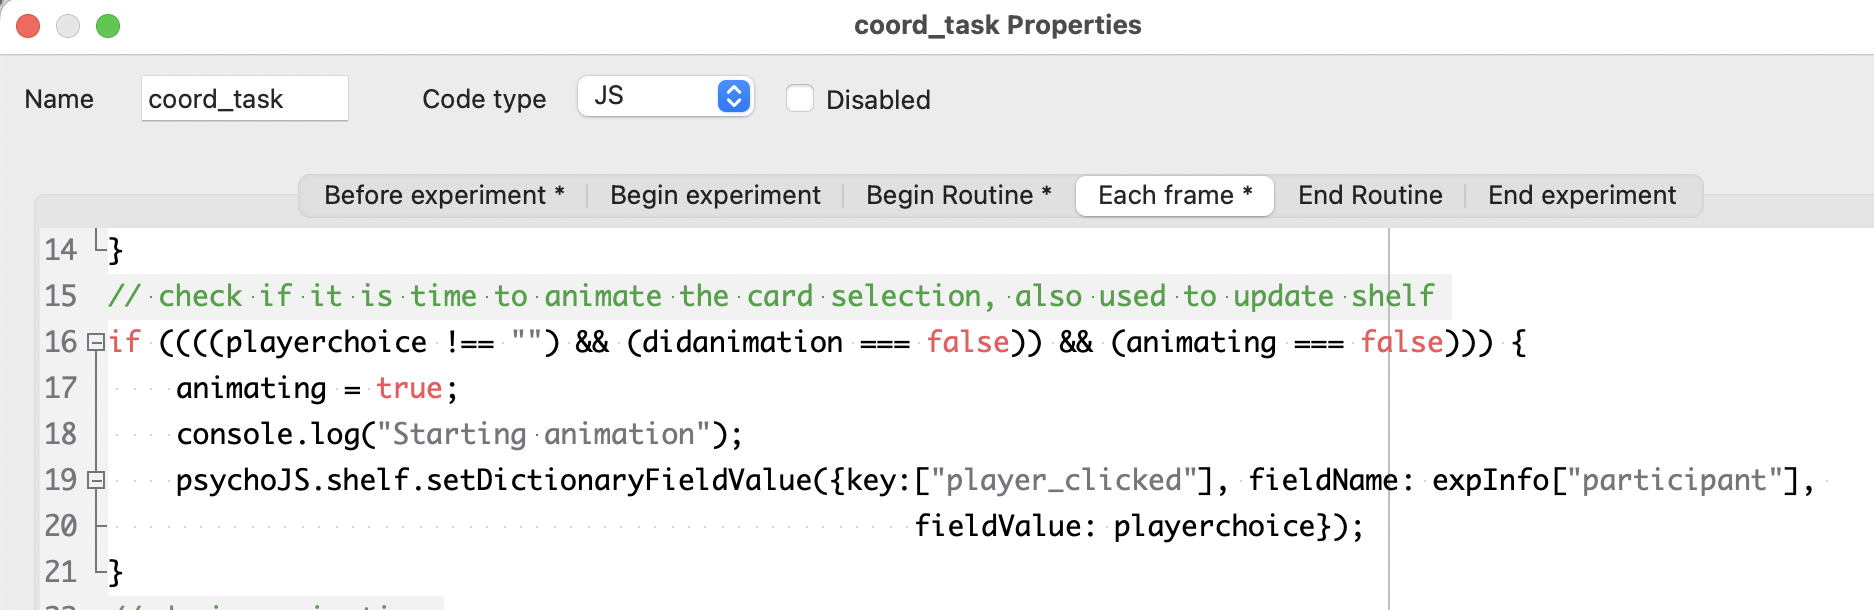 coord_task Properties
Name coord_task Code type JS Disabled
Before experiment * Begin experiment Begin Routine * Each frame * End Routine End experiment
14 }
15 // check if it is time to animate the card selection, also used to update shelf
16 if ((((playerchoice !== "") && (didanimation === false)) && (animating === false))) {
17 animating = true;
18 console.log("Starting animation");
19 psychoJS.shelf.setDictionaryFieldValue({key:["player_clicked"], fieldName: expInfo["participant"],
20 fieldValue: playerchoice});
21 }